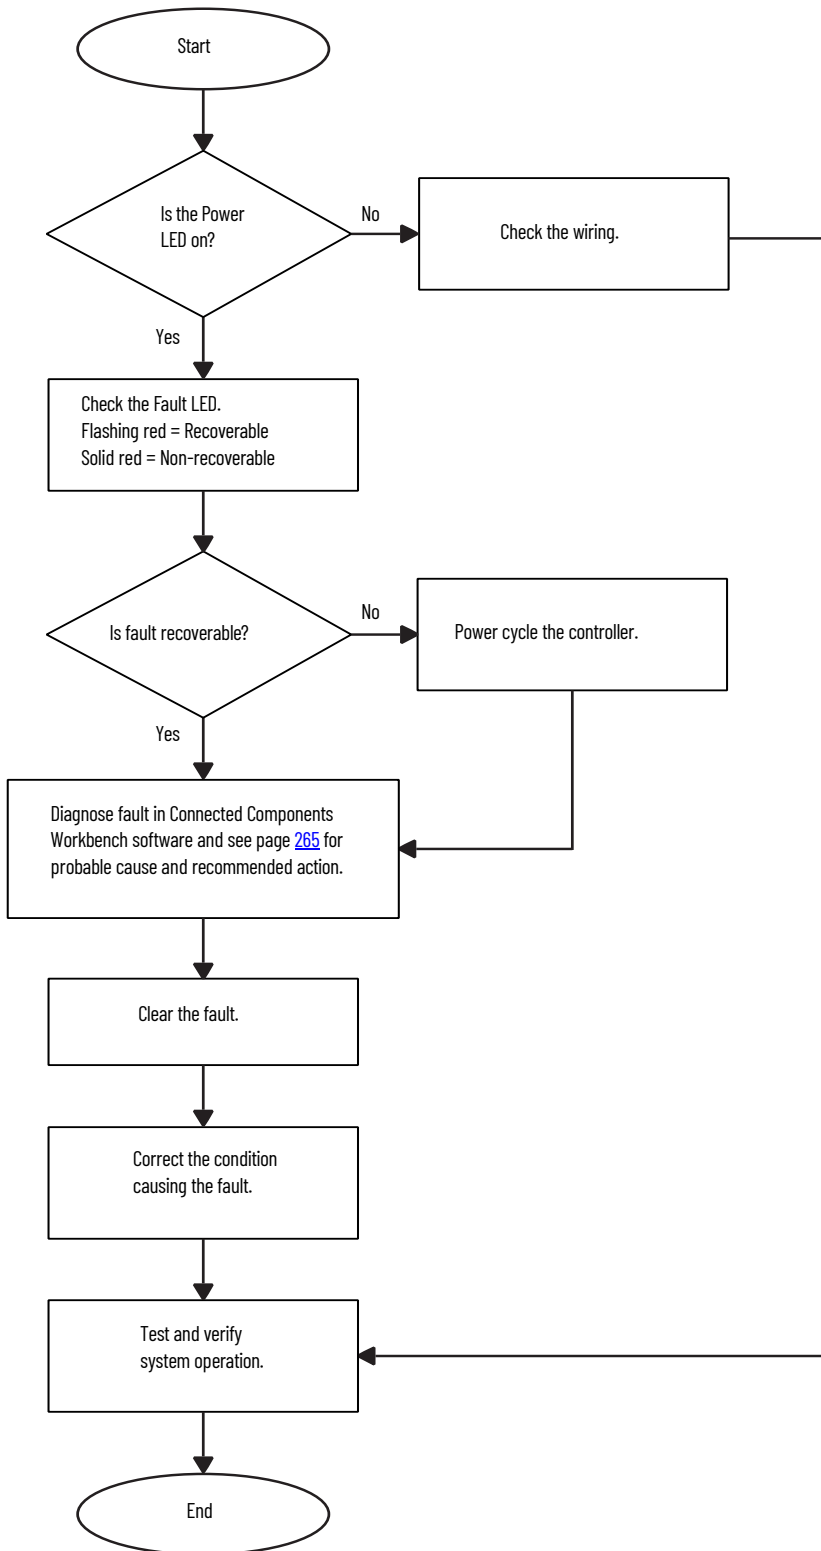 Start
Is the Power
LED on?
No
Check the wiring.
Yes
Check the Fault LED.
Flashing red = Recoverable
Solid red = Non-recoverable
Is fault recoverable?
No
Power cycle the controller.
Yes
Diagnose fault in Connected Components
Workbench software and see page 265 for
probable cause and recommended action.
Clear the fault.
Correct the condition
causing the fault.
Test and verify
system operation.
End